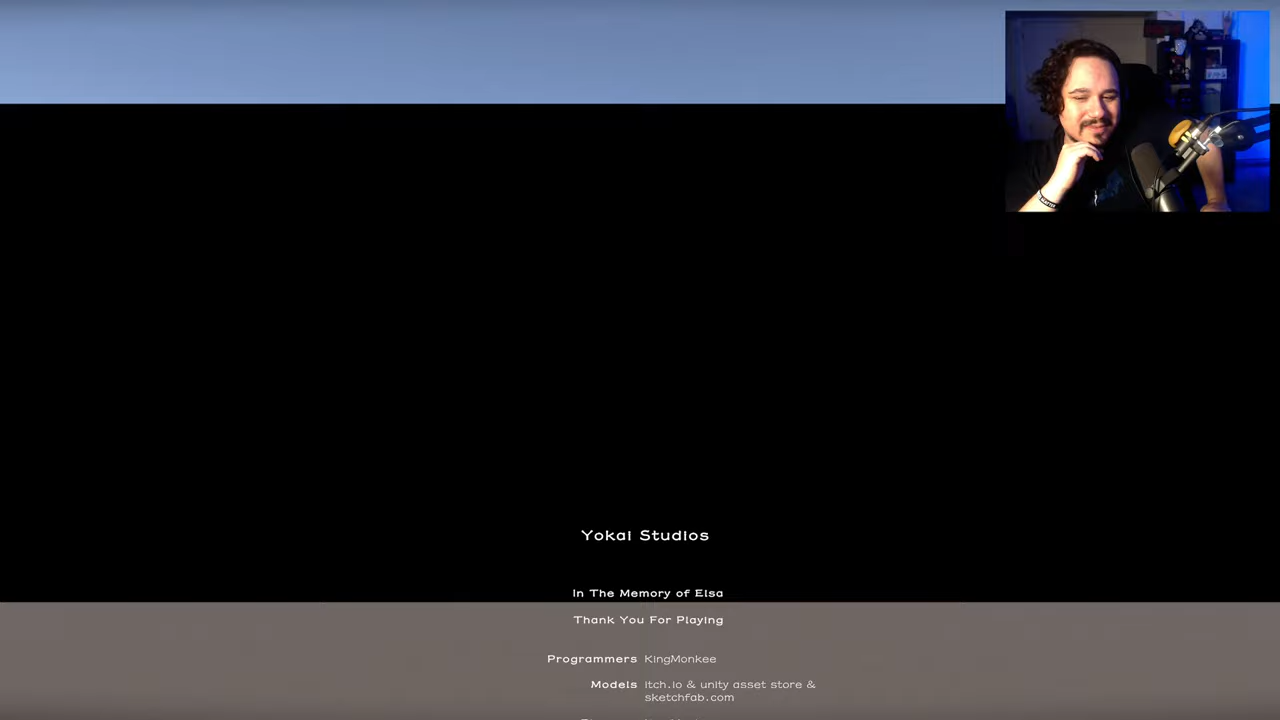 Yokai Studios
In The Memory of Elsa
Thank You For Playing
Programmers KingMonkee
Models itch.io & unity asset store &
sketchfab.com